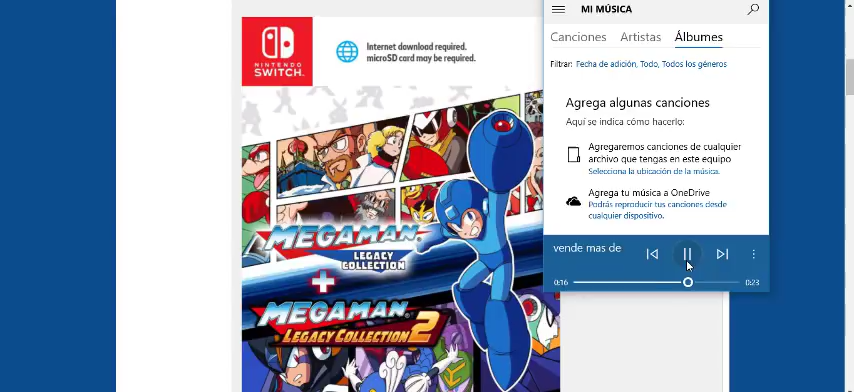 NINTENDO
SWITCH
Internet download required.
microSD card may be required.
MEGAMAN
LEGACY
COLLECTION
+
MEGAMAN
LEGACY COLLECTION 2
MI MÚSICA
Canciones Artistas Álbumes
Filtrar: Fecha de adición, Todo, Todos los géneros
Agrega algunas canciones
Aquí se indica cómo hacerlo:
Agregaremos canciones de cualquier
archivo que tengas en este equipo
Selecciona la ubicación de la música.
Agrega tu música a OneDrive
Podrás reproducir tus canciones desde
cualquier dispositivo.
vende mas de
0:16 0:23